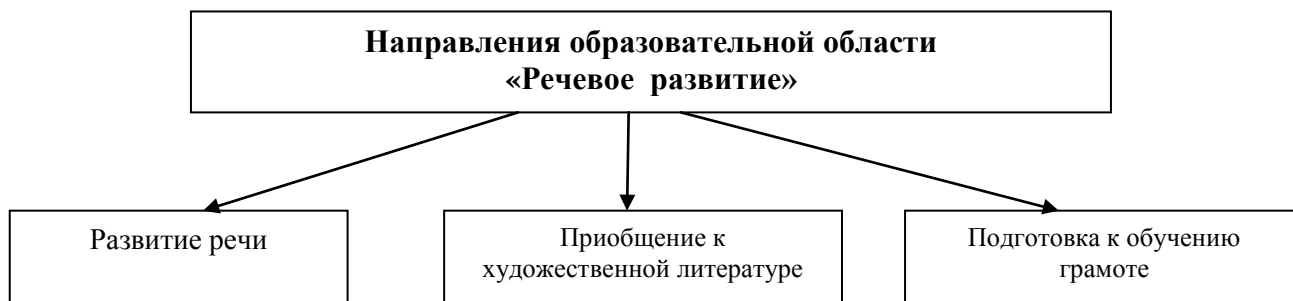 Направления образовательной области
«Речевое развитие»
Развитие речи
Приобщение к
художественной литературе
Подготовка к обучению
грамоте